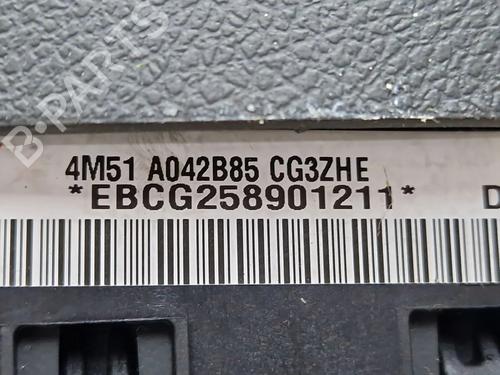 B-PARTS
4M51 A042B85 CG3ZHE
*EBCG258901211*
D